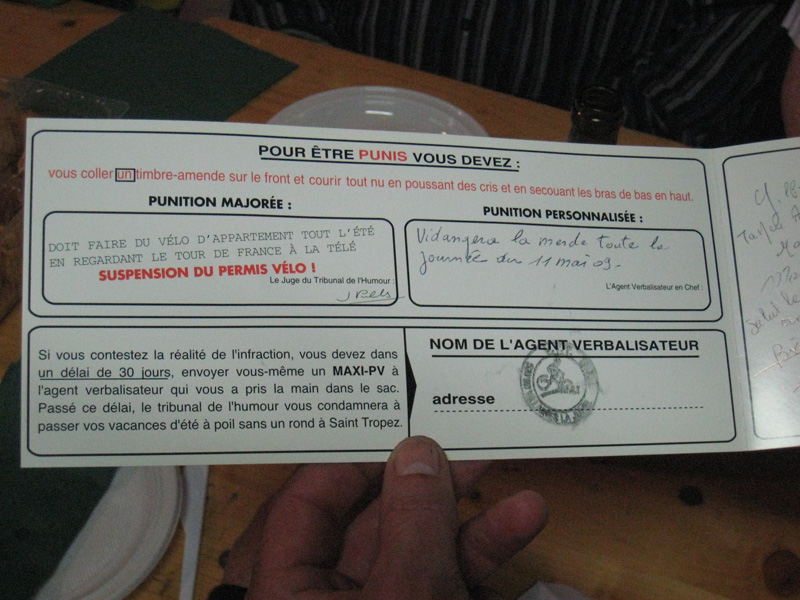 POUR ÊTRE PUNIS VOUS DEVEZ :
vous coller un timbre-amende sur le front et courir tout nu en poussant des cris et en secouant les bras de bas en haut.
PUNITION MAJORÉE :
DOIT FAIRE DU VÉLO D'APPARTEMENT TOUT L'ÉTÉ
EN REGARDANT LE TOUR DE FRANCE À LA TÉLÉ
SUSPENSION DU PERMIS VÉLO !
Le Juge du Tribunal de l'Humour :
PUNITION PERSONNALISÉE :
Vidangera la merde toute la
journée du 11 mai 09.
L'Agent Verbalisateur en Chef :
Si vous contestez la réalité de l'infraction, vous devez dans
un délai de 30 jours, envoyer vous-même un MAXI-PV à
l'agent verbalisateur qui vous a pris la main dans le sac.
Passé ce délai, le tribunal de l'humour vous condamnera à
passer vos vacances d'été à poil sans un rond à Saint Tropez.
NOM DE L'AGENT VERBALISATEUR
adresse